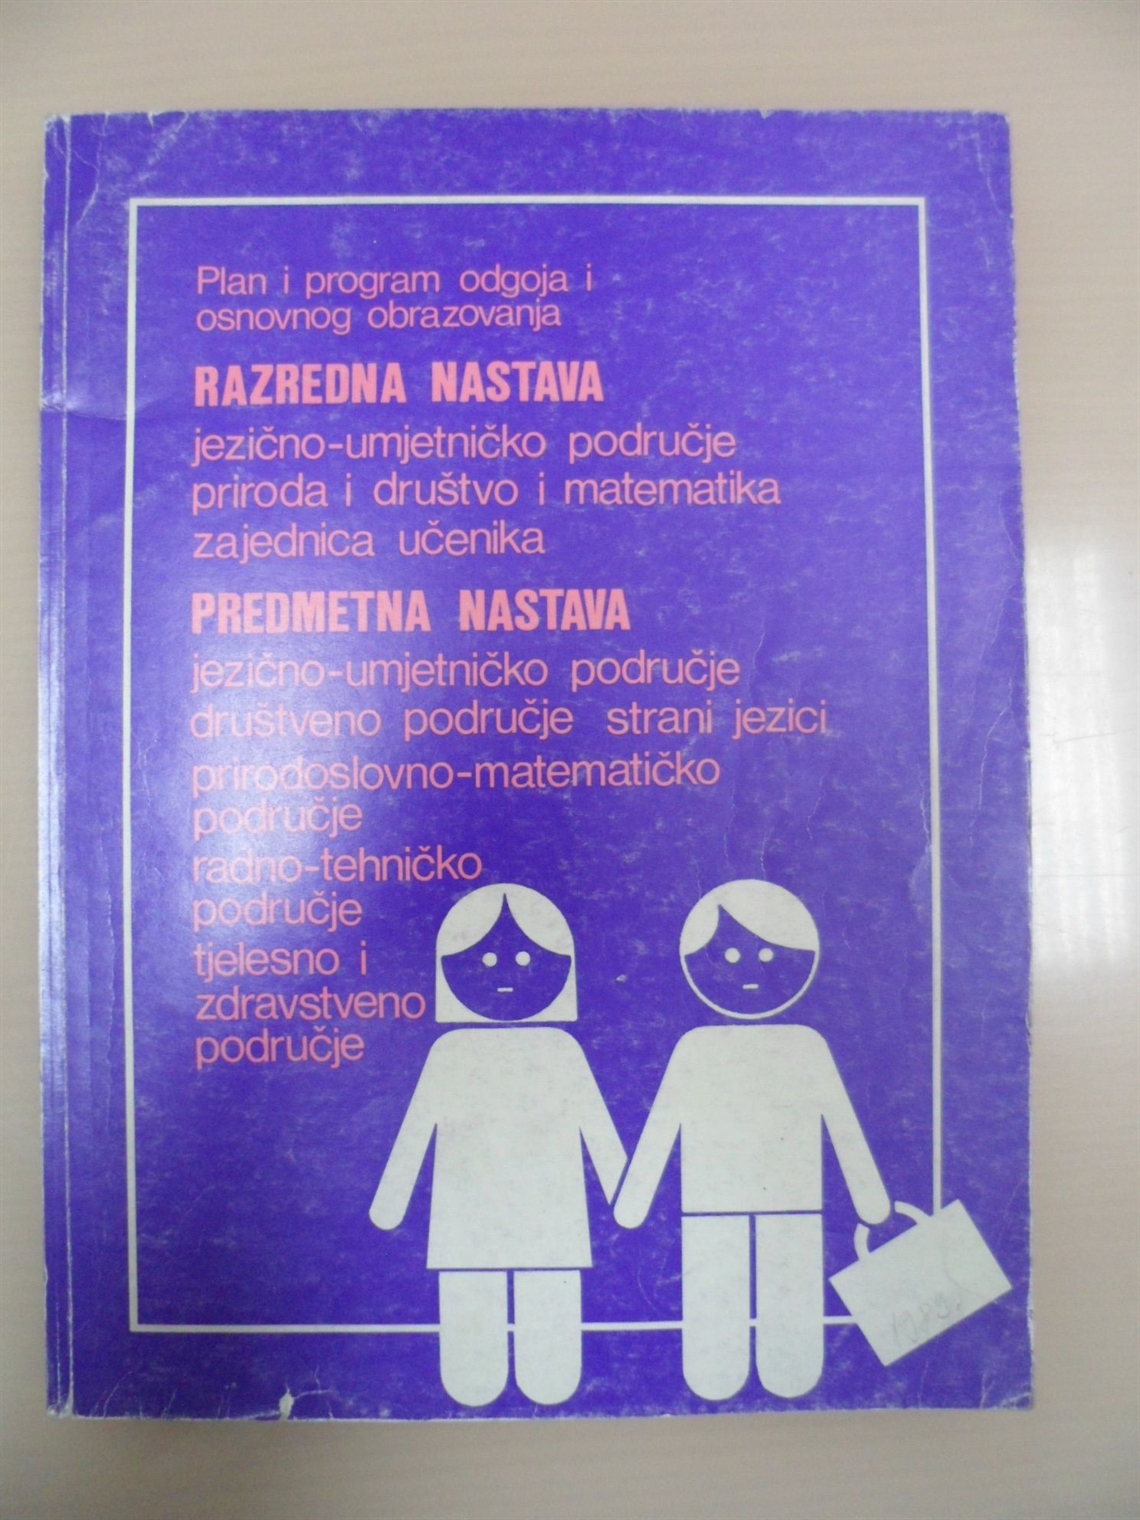 Plan i program odgoja i
osnovnog obrazovanja
RAZREDNA NASTAVA
jezično-umjetničko područje
priroda i društvo i matematika
zajednica učenika
PREDMETNA NASTAVA
jezično-umjetničko područje
društveno područje strani jezici
prirodoslovno-matematičko
područje
radno-tehničko
područje
tjelesno i
zdravstveno
područje